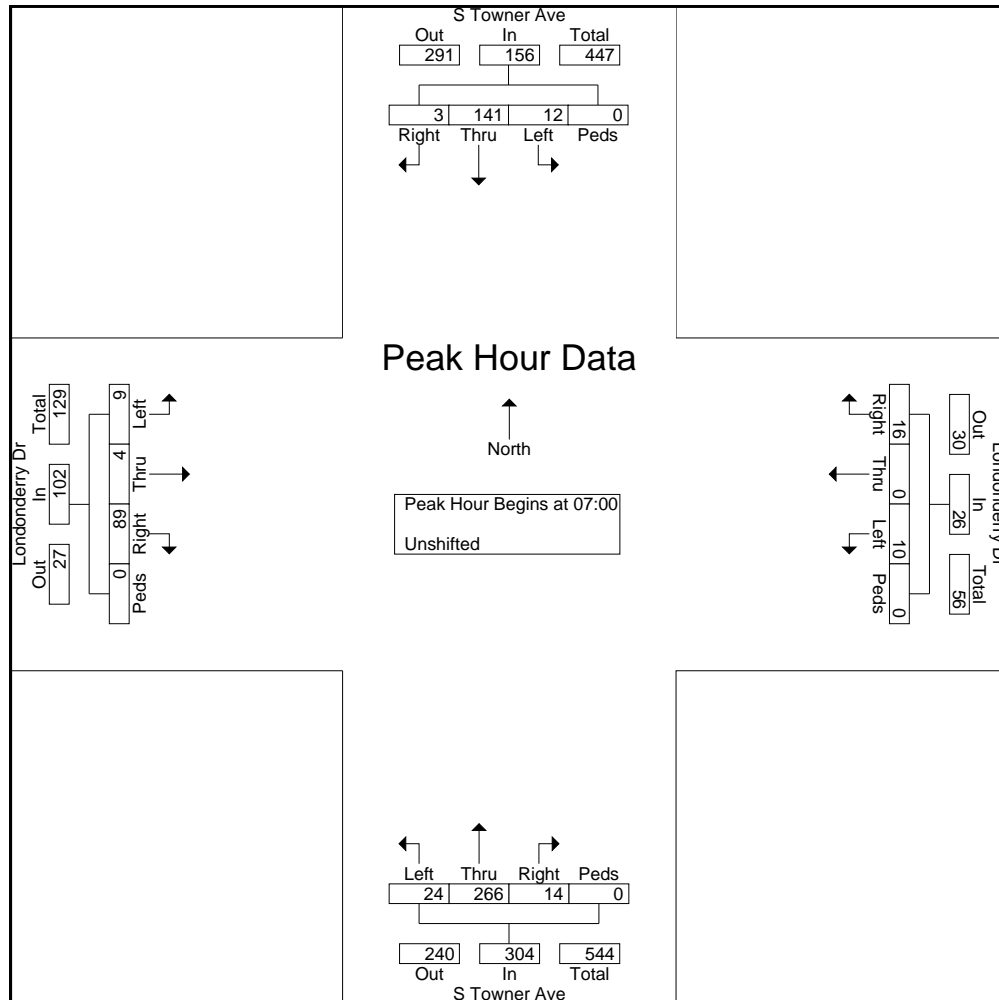 S Towner Ave
Out In Total
291 156 447
3 141 12 0
Right Thru Left Peds
Peak Hour Data
North
Peak Hour Begins at 07:00
Unshifted
Londonderry Dr
Total In Out
129 102 27
9 4 89 0
Left Thru Right Peds
Londonderry Dr
Out In Total
30 26 56
16 0 10 0
Right Thru Left Peds
Left Thru Right Peds
24 266 14 0
240 304 544
Out In Total
S Towner Ave